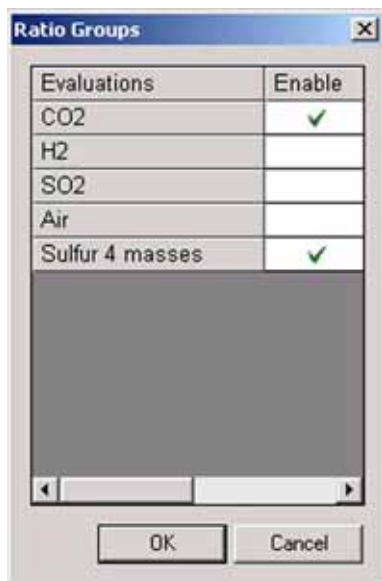 Ratio Groups
Evaluations Enable
CO2
H2
SO2
Air
Sulfur 4 masses
OK Cancel